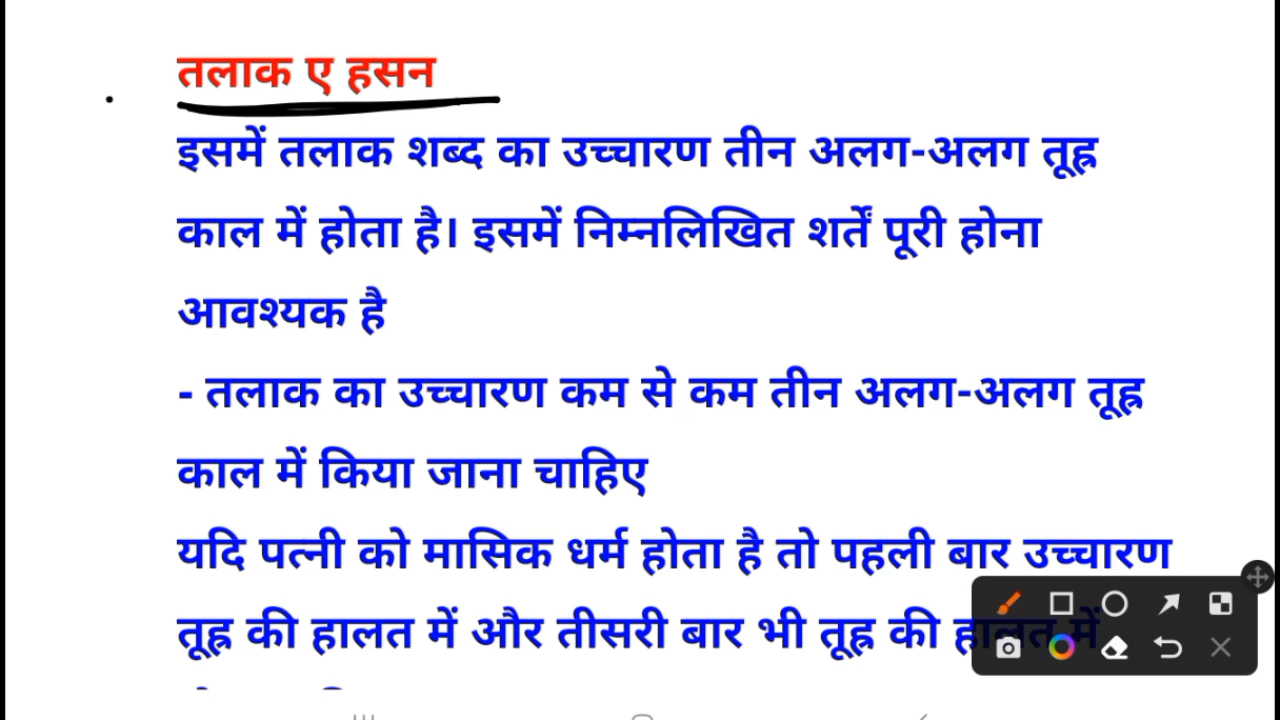 तलाक ए हसन
इसमें तलाक शब्द का उच्चारण तीन अलग-अलग तूह्र
काल में होता है। इसमें निम्नलिखित शर्तें पूरी होना
आवश्यक है
- तलाक का उच्चारण कम से कम तीन अलग-अलग तूह्र
काल में किया जाना चाहिए
यदि पत्नी को मासिक धर्म होता है तो पहली बार उच्चारण
तूह्र की हालत में और तीसरी बार भी तूह्र की हालत में